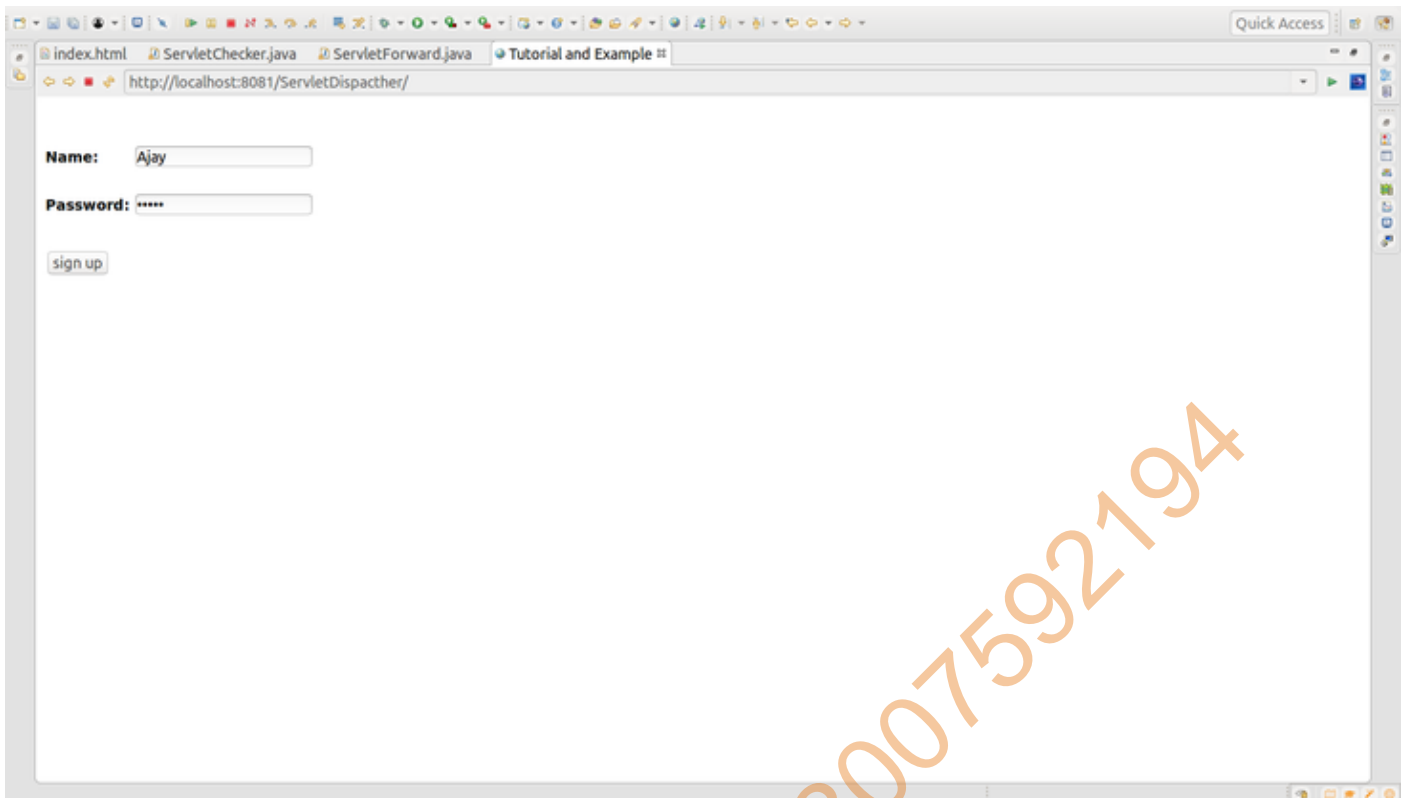 Quick Access
index.html ServletChecker.java ServletForward.java Tutorial and Example
http://localhost:8081/ServletDispacther/
Name: Ajay
Password: •••••
sign up
007592194